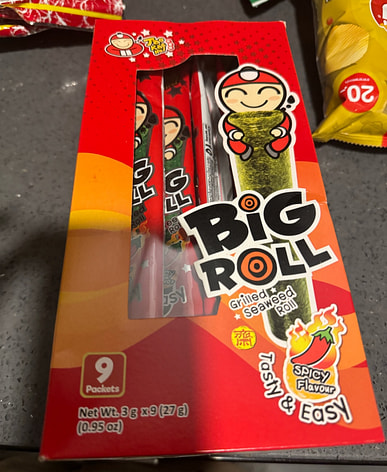 BIG
ROLL
Grilled
Seaweed
Roll
齋
SPICY
Flavour
Tasty & Easy
9
Packets
Net Wt. 3 g x 9 (27 g)
(0.95 oz)
20